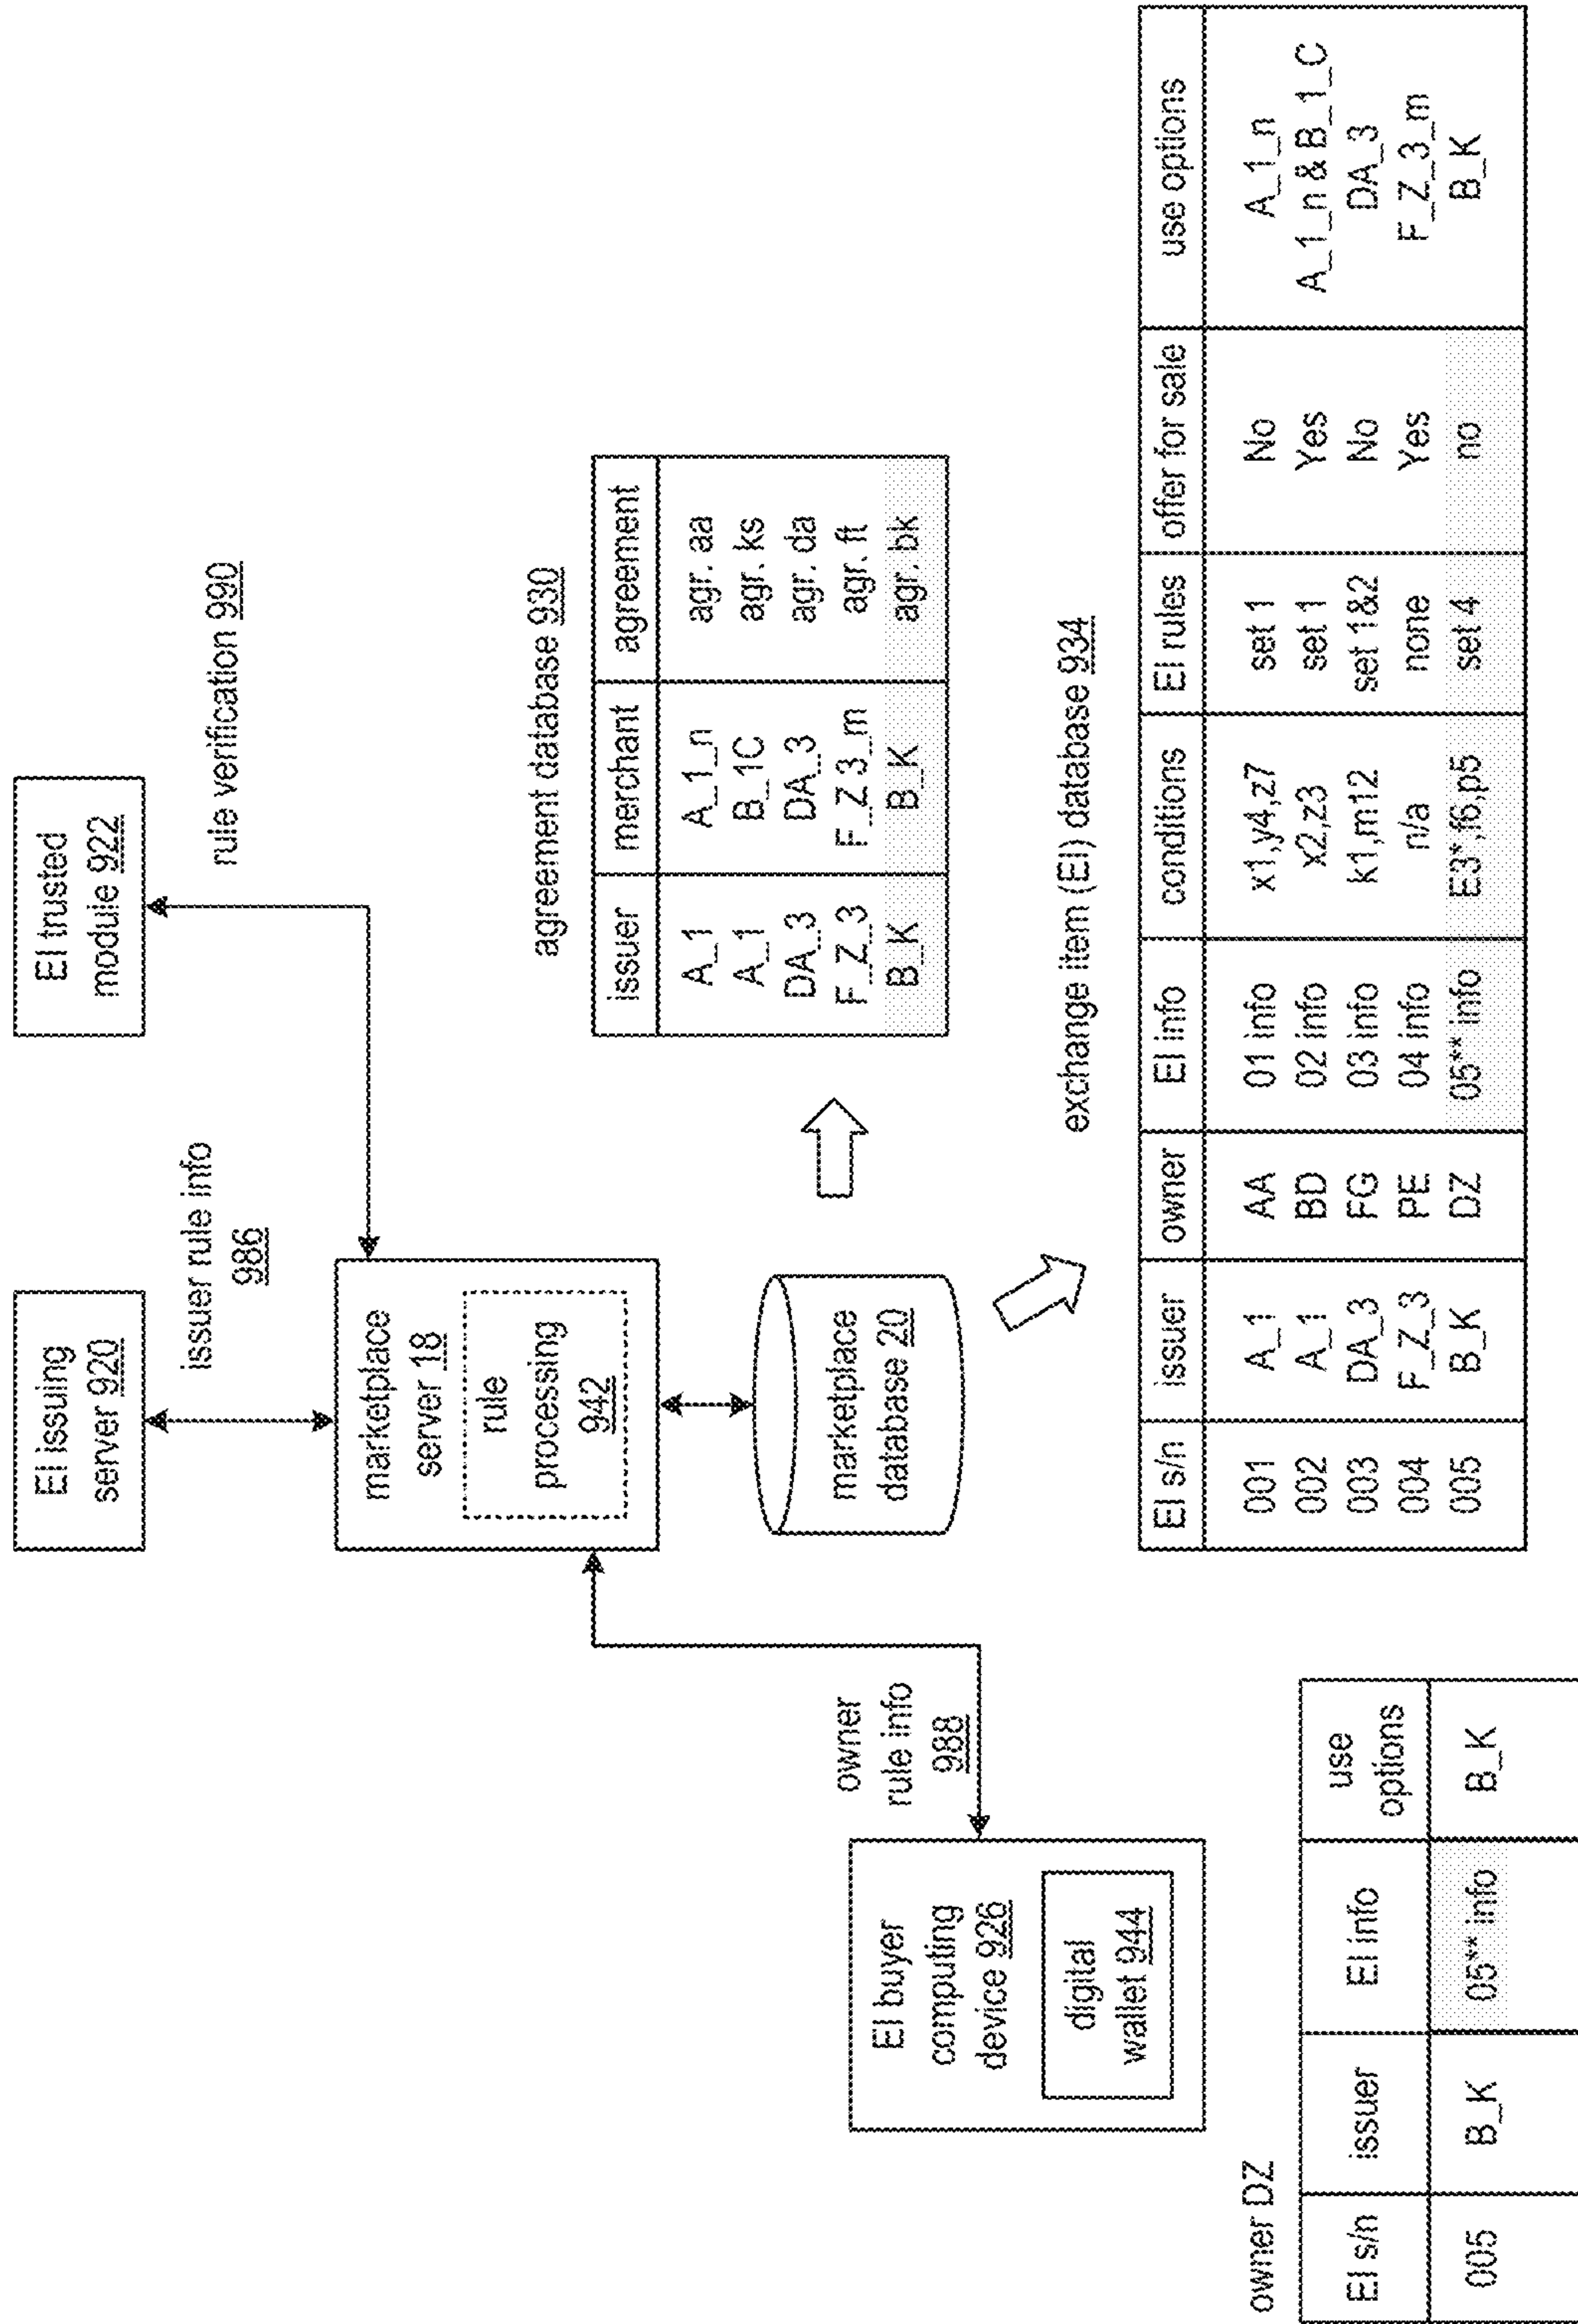 EI issuing
server 920
EI trusted
module 922
issuer rule info
986
rule verification 990
marketplace
server 18
rule
processing
942
marketplace
database 20
owner
rule info
988
EI buyer
computing
device 926
digital
wallet 944
agreement database 930
issuer merchant agreement
A_1 A_1_n agr. aa
A_1 B_1C agr. ks
DA_3 DA_3 agr. da
F_Z_3 F_Z 3_m agr. ft
B_K B_K agr. bk
exchange item (EI) database 934
EI s/n issuer owner EI info conditions EI rules offer for sale use options
001 A_1 AA 01 info x1,y4,z7 set 1 No A_1_n
002 A_1 BD 02 info x2,z3 set 1 Yes A_1_n & B_1_C
003 DA_3 FG 03 info k1,m12 set 1&2 No DA_3
004 F_Z_3 PE 04 info n/a none Yes F_Z_3_m
005 B_K DZ 05** info E3*,f6,p5 set 4 no B_K
owner DZ
EI s/n issuer EI info use
options
005 B_K 05** info B_K